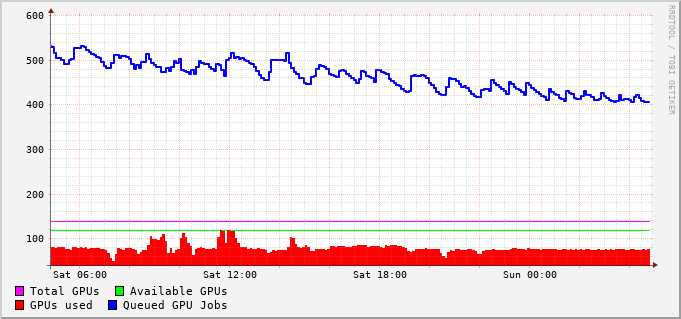 600
500
400
300
200
100
Sat 06:00 Sat 12:00 Sat 18:00 Sun 00:00
Total GPUs Available GPUs
GPUs used Queued GPU Jobs
RRDTOOL / TOBI OETIKER